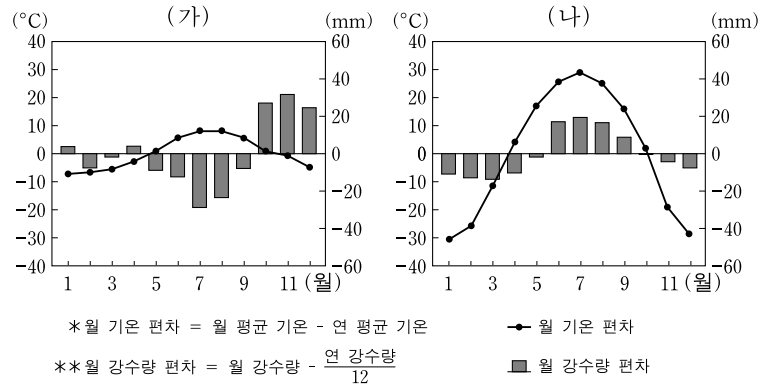 (가) (나)
(°C) (mm) (°C) (mm)
40 60 40 60
30 40 30 40
20 20
10 20 10 20
0 0 0 0
−10 −20 −10 −20
−20 −20
−30 −40 −30 −40
−40 −60 −40 −60
1 3 5 7 9 11 (월) 1 3 5 7 9 11 (월)
*월 기온 편차 = 월 평균 기온 - 연 평균 기온 월 기온 편차
**월 강수량 편차 = 월 강수량 - 연 강수량/12 월 강수량 편차